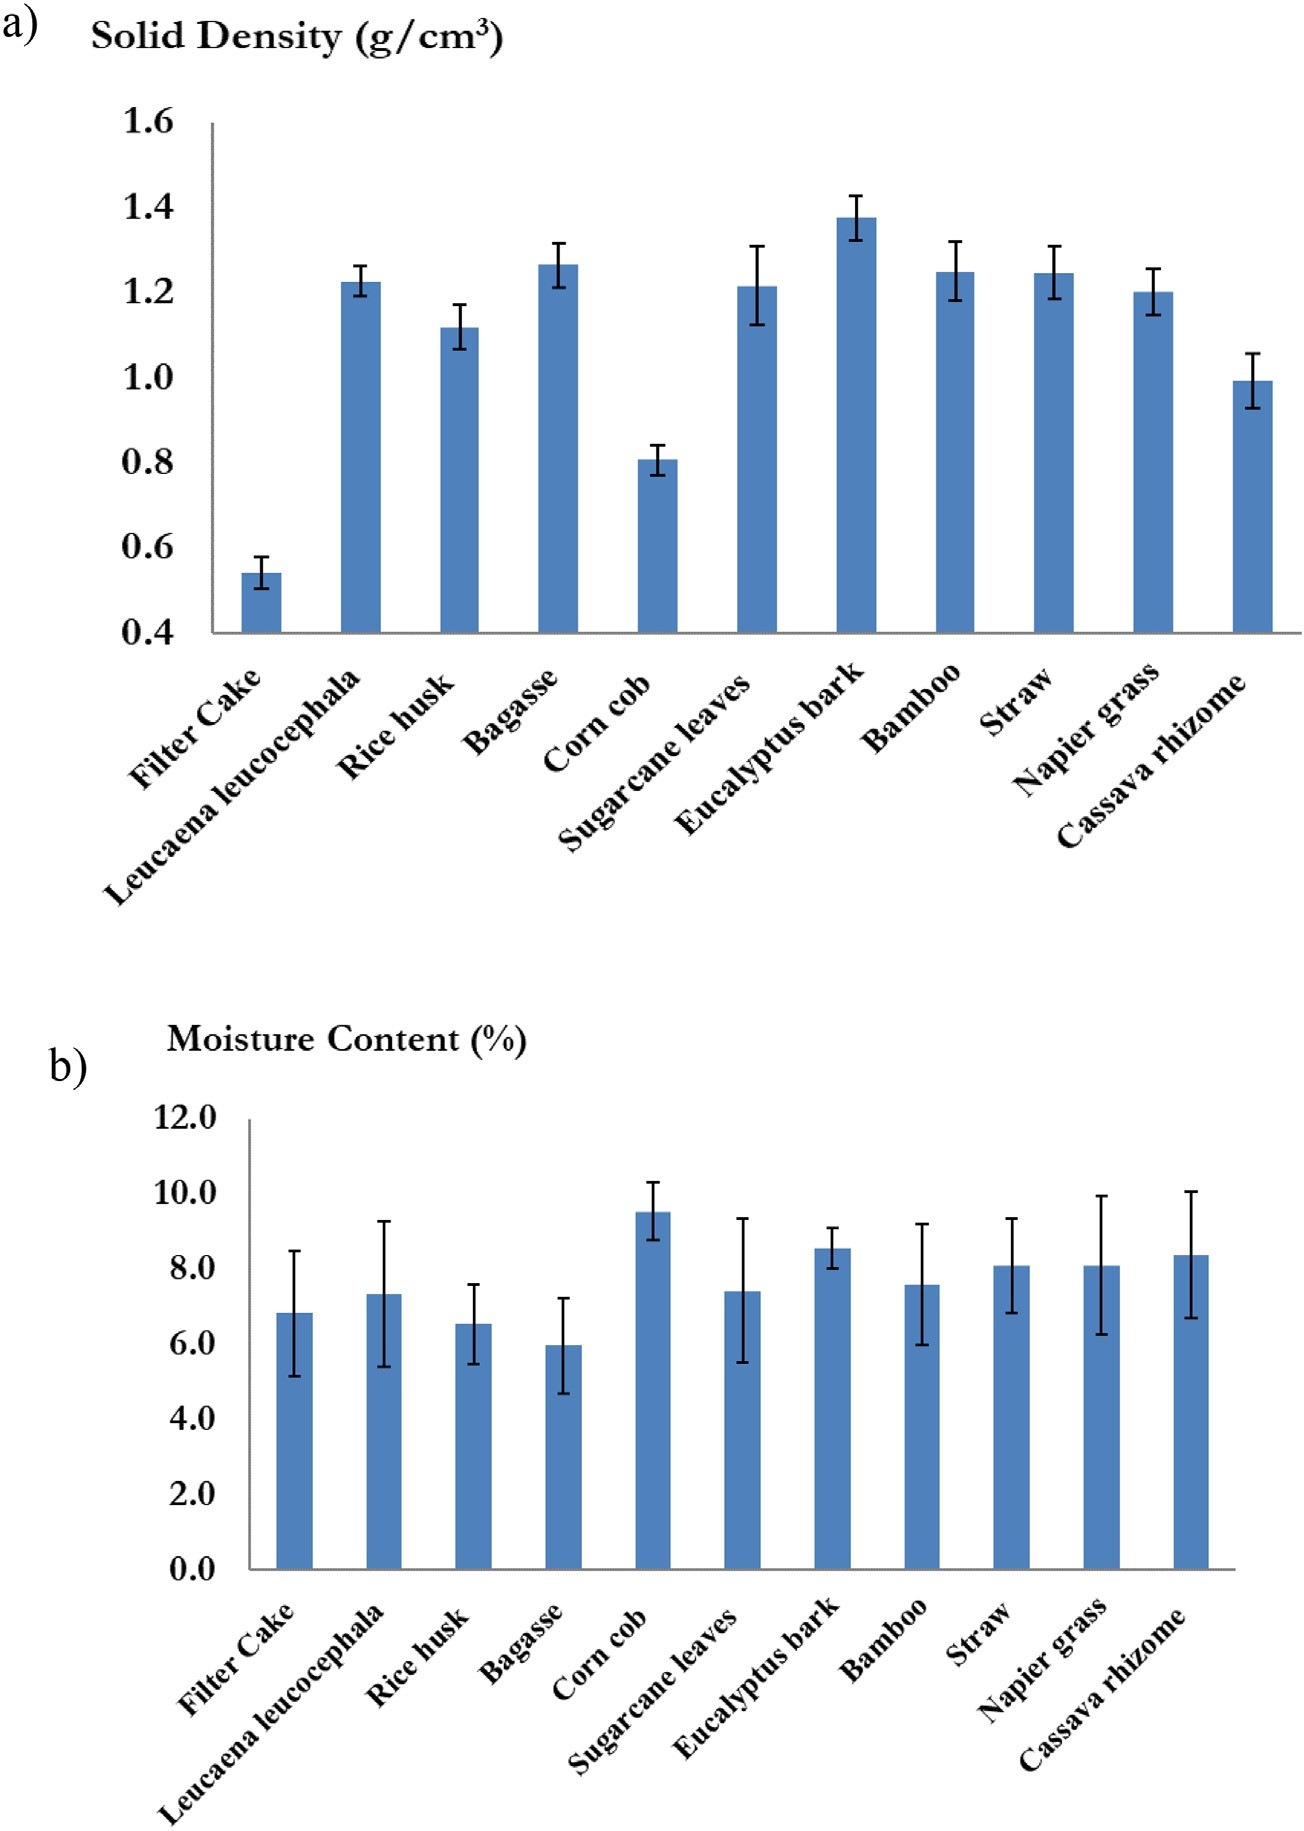 a)
Solid Density (g/cm³)
1.6
1.4
1.2
1.0
0.8
0.6
0.4
Filter Cake
Leucaena leucocephala
Rice husk
Bagasse
Corn cob
Sugarcane leaves
Eucalyptus bark
Bamboo
Straw
Napier grass
Cassava rhizome
b)
Moisture Content (%)
12.0
10.0
8.0
6.0
4.0
2.0
0.0
Filter Cake
Leucaena leucocephala
Rice husk
Bagasse
Corn cob
Sugarcane leaves
Eucalyptus bark
Bamboo
Straw
Napier grass
Cassava rhizome